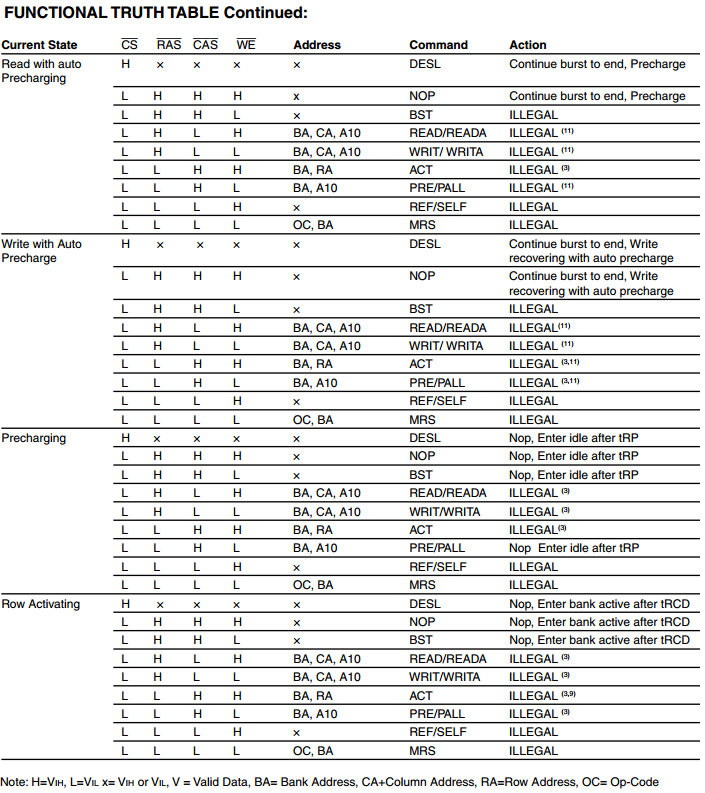 FUNCTIONAL TRUTH TABLE Continued:
Current State CS RAS CAS WE Address Command Action
Read with auto H × × × × DESL Continue burst to end, Precharge
Precharging
L H H H x NOP Continue burst to end, Precharge
L H H L × BST ILLEGAL
L H L H BA, CA, A10 READ/READA ILLEGAL (11)
L H L L BA, CA, A10 WRIT/ WRITA ILLEGAL (11)
L L H H BA, RA ACT ILLEGAL (3)
L L H L BA, A10 PRE/PALL ILLEGAL (11)
L L L H × REF/SELF ILLEGAL
L L L L OC, BA MRS ILLEGAL
Write with Auto H × × × × DESL Continue burst to end, Write
Precharge recovering with auto precharge
L H H H × NOP Continue burst to end, Write
recovering with auto precharge
L H H L × BST ILLEGAL
L H L H BA, CA, A10 READ/READA ILLEGAL(11)
L H L L BA, CA, A10 WRIT/ WRITA ILLEGAL (11)
L L H H BA, RA ACT ILLEGAL (3,11)
L L H L BA, A10 PRE/PALL ILLEGAL (3,11)
L L L H × REF/SELF ILLEGAL
L L L L OC, BA MRS ILLEGAL
Precharging H × × × × DESL Nop, Enter idle after tRP
L H H H × NOP Nop, Enter idle after tRP
L H H L × BST Nop, Enter idle after tRP
L H L H BA, CA, A10 READ/READA ILLEGAL (3)
L H L L BA, CA, A10 WRIT/WRITA ILLEGAL (3)
L L H H BA, RA ACT ILLEGAL(3)
L L H L BA, A10 PRE/PALL Nop Enter idle after tRP
L L L H × REF/SELF ILLEGAL
L L L L OC, BA MRS ILLEGAL
Row Activating H × × × × DESL Nop, Enter bank active after tRCD
L H H H × NOP Nop, Enter bank active after tRCD
L H H L × BST Nop, Enter bank active after tRCD
L H L H BA, CA, A10 READ/READA ILLEGAL (3)
L H L L BA, CA, A10 WRIT/WRITA ILLEGAL (3)
L L H H BA, RA ACT ILLEGAL (3,9)
L L H L BA, A10 PRE/PALL ILLEGAL (3)
L L L H × REF/SELF ILLEGAL
L L L L OC, BA MRS ILLEGAL
Note: H=VIH, L=VIL x= VIH or VIL, V = Valid Data, BA= Bank Address, CA+Column Address, RA=Row Address, OC= Op-Code